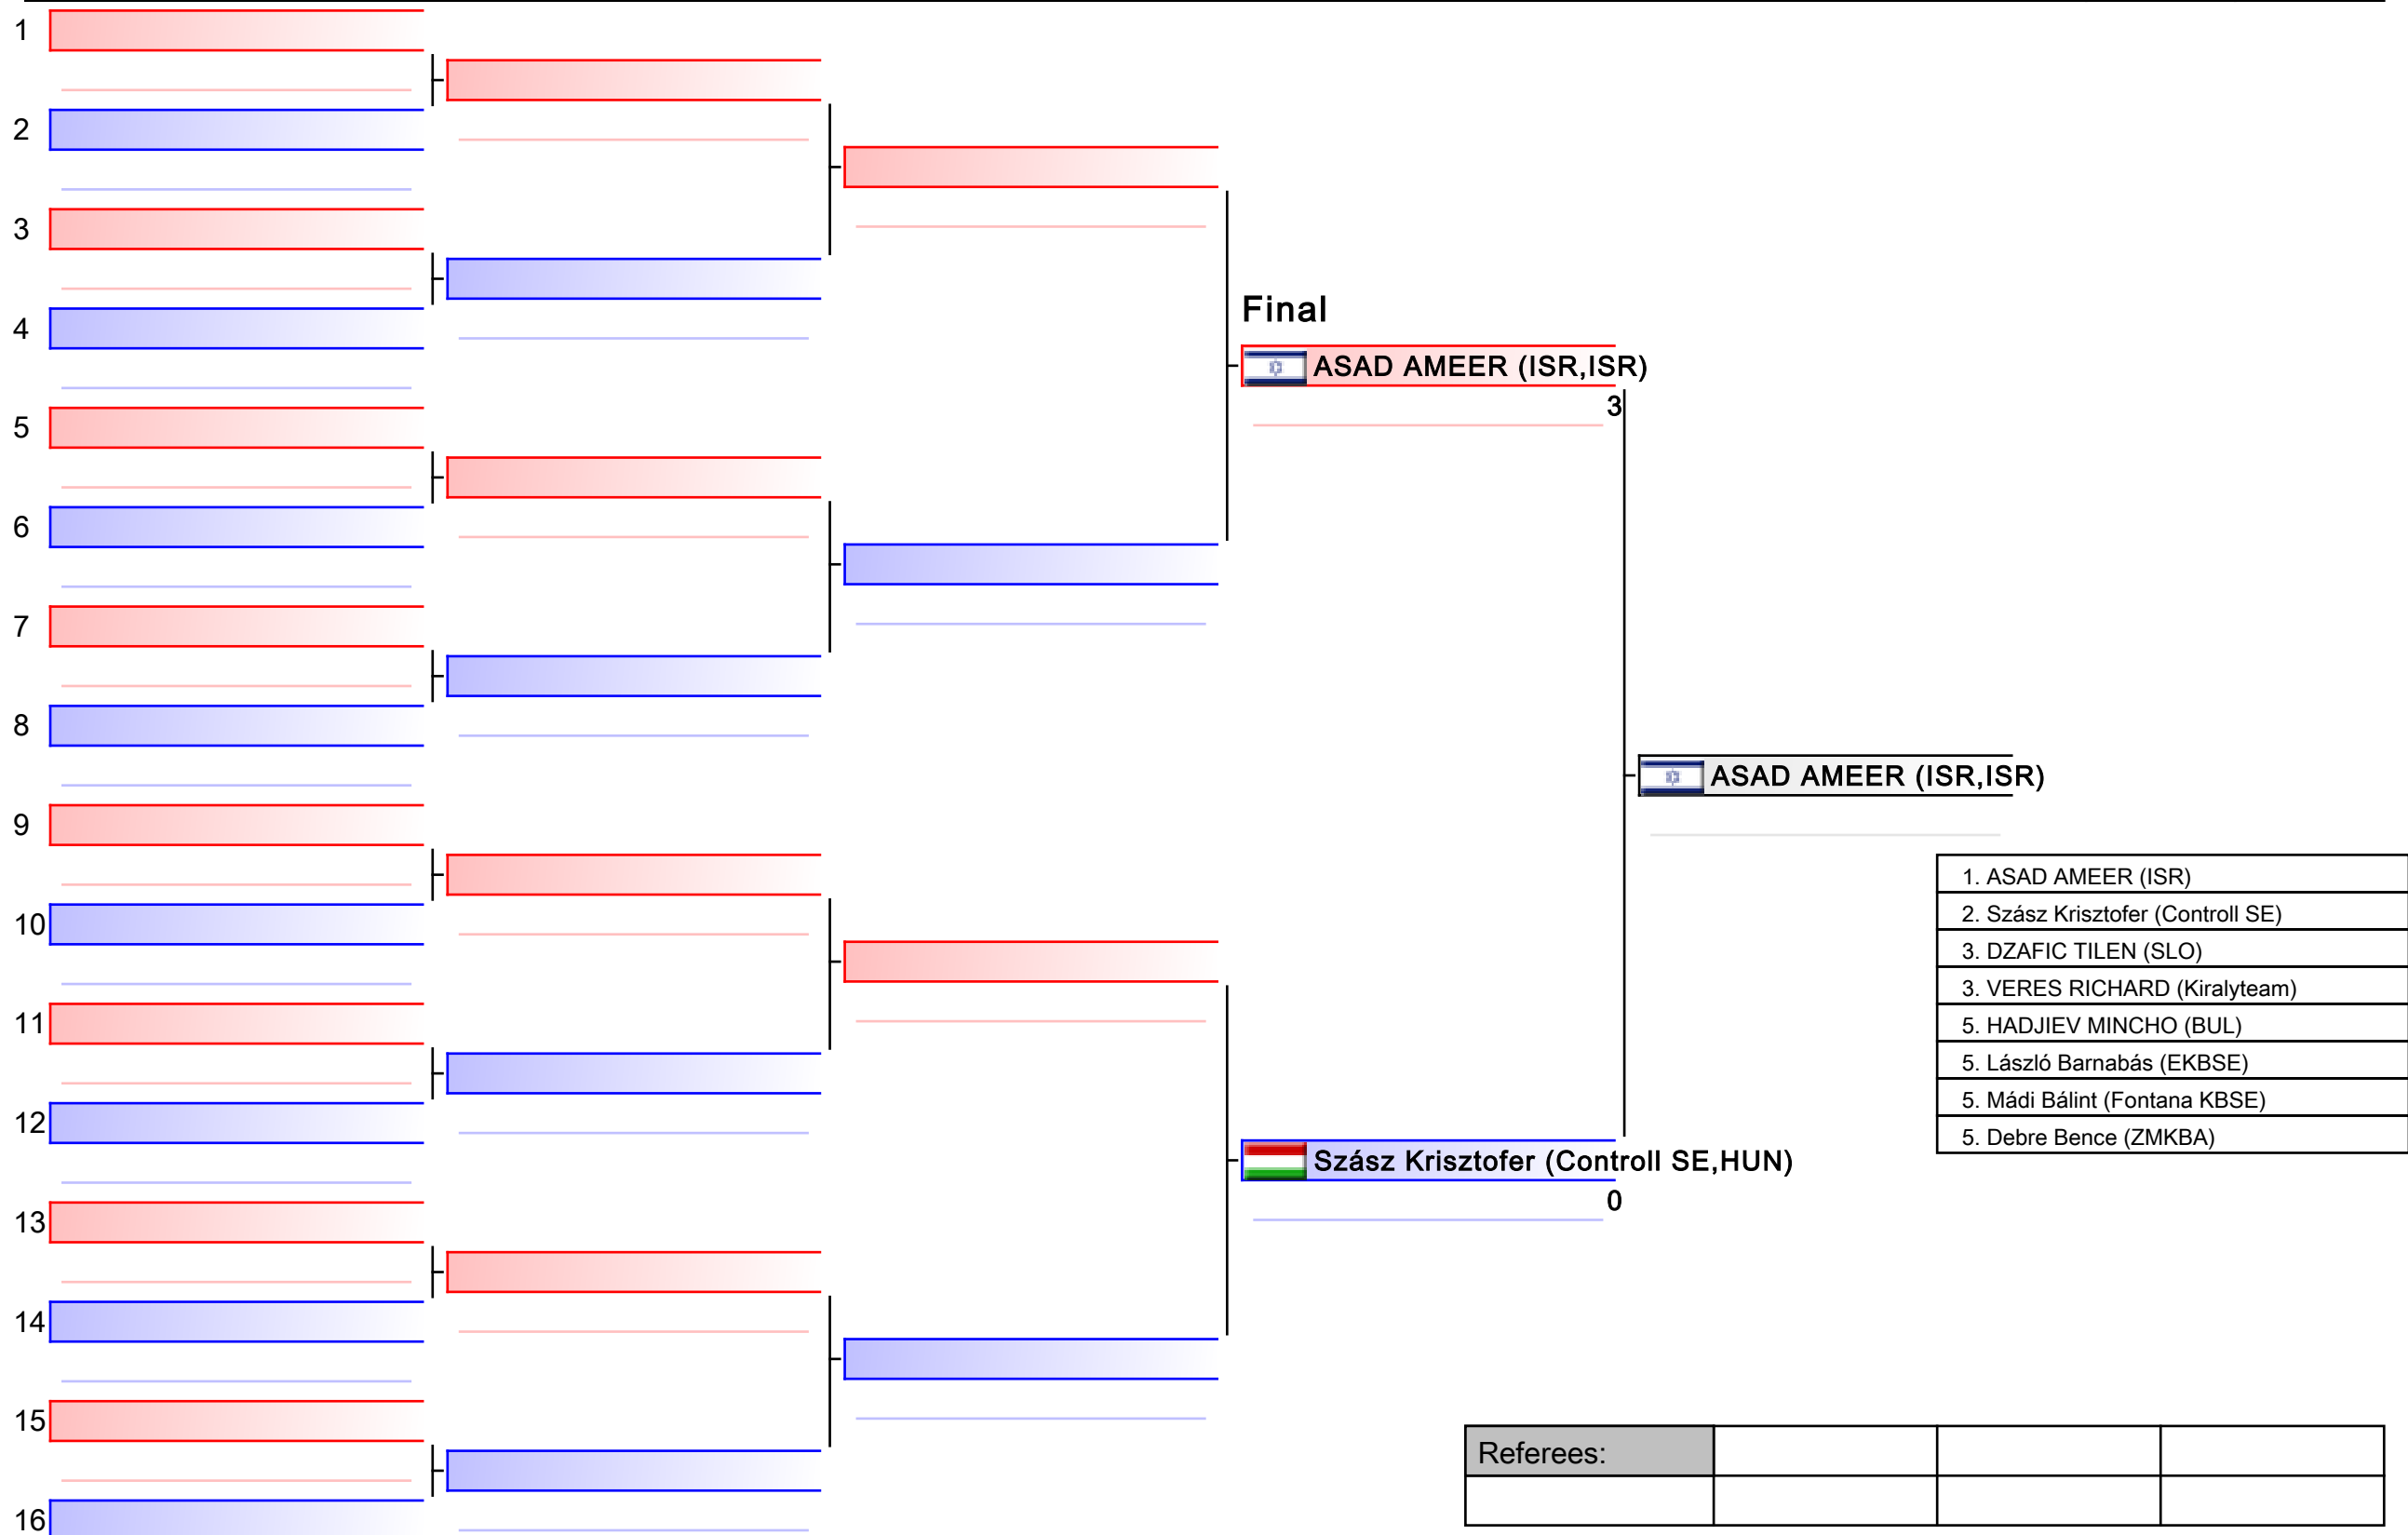 1
2
3
4
Final
ASAD AMEER (ISR,ISR)
3
5
6
7
8
ASAD AMEER (ISR,ISR)
9
1. ASAD AMEER (ISR)
2. Szász Krisztofer (Controll SE)
10
3. DZAFIC TILEN (SLO)
3. VERES RICHARD (Kiralyteam)
11
5. HADJIEV MINCHO (BUL)
5. László Barnabás (EKBSE)
5. Mádi Bálint (Fontana KBSE)
12
5. Debre Bence (ZMKBA)
Szász Krisztofer (Controll SE,HUN)
0
13
14
15
Referees:
16